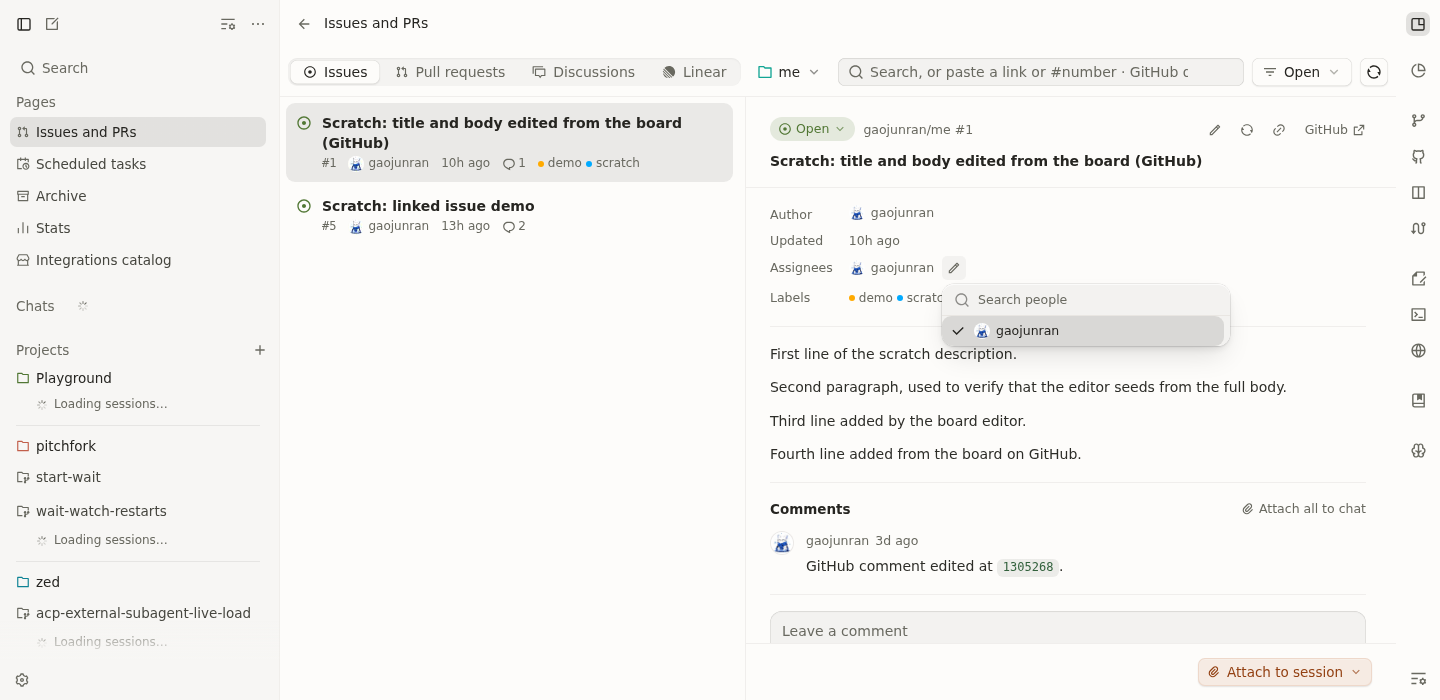 Issues and PRs
Search
Pages
Issues and PRs
Scheduled tasks
Archive
Stats
Integrations catalog
Chats
Projects
Playground
Loading sessions...
pitchfork
start-wait
wait-watch-restarts
Loading sessions...
zed
acp-external-subagent-live-load
Loading sessions...
Issues
Pull requests
Discussions
Linear
me
Search, or paste a link or #number · GitHub c
Open
Scratch: title and body edited from the board
(GitHub)
#1 gaojunran 10h ago 1 demo scratch
Scratch: linked issue demo
#5 gaojunran 13h ago 2
Open gaojunran/me #1 GitHub
Scratch: title and body edited from the board (GitHub)
Author gaojunran
Updated 10h ago
Assignees gaojunran
Labels demo scratc
Search people
gaojunran
First line of the scratch description.
Second paragraph, used to verify that the editor seeds from the full body.
Third line added by the board editor.
Fourth line added from the board on GitHub.
Comments Attach all to chat
gaojunran 3d ago
GitHub comment edited at 1305268.
Leave a comment
Attach to session